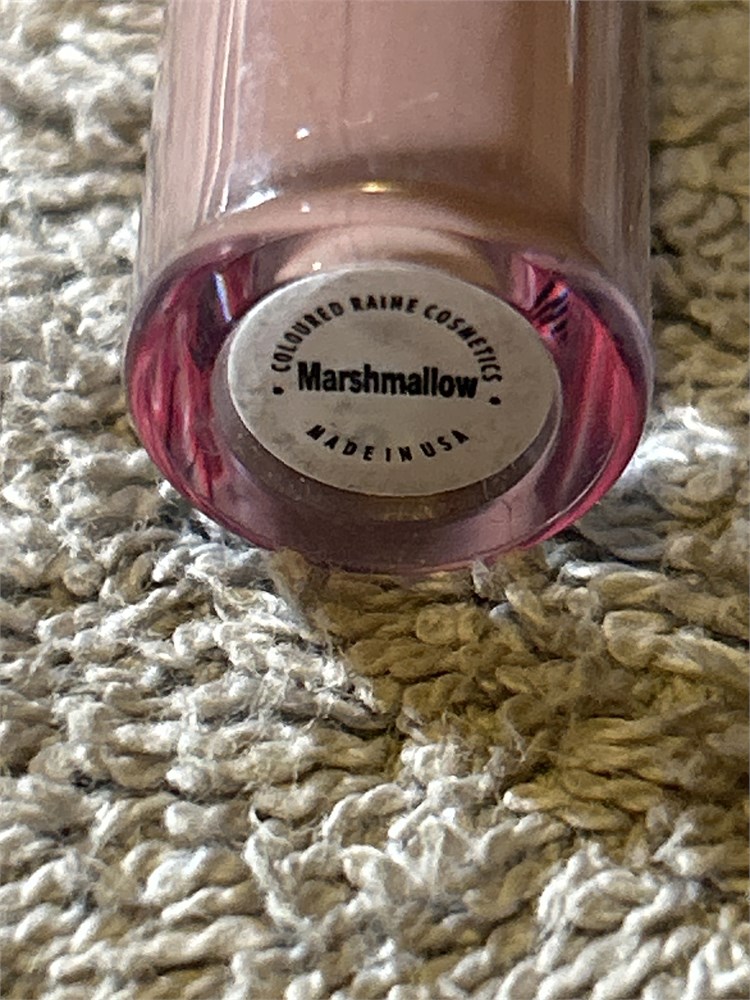 • COLOURED RAINE COSMETICS •
Marshmallow
MADE IN USA